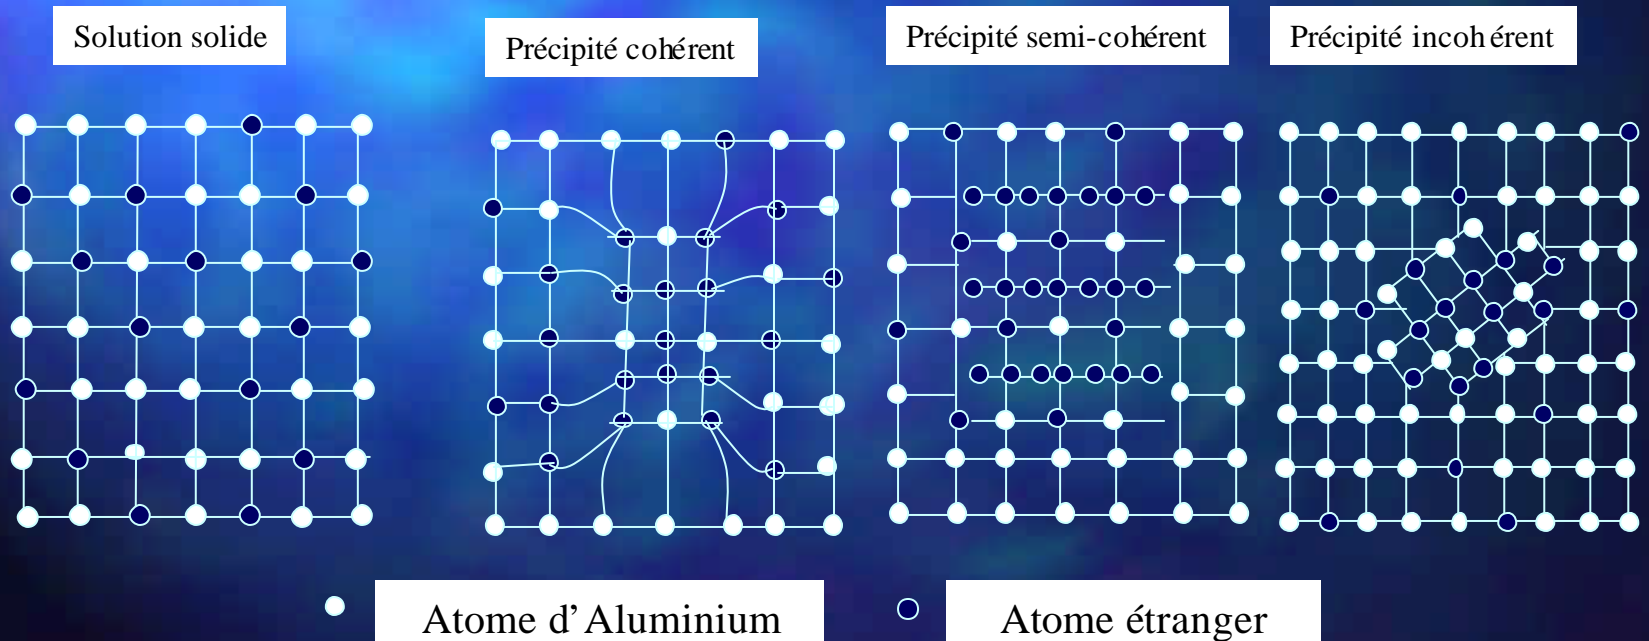 Solution solide
Précipité cohérent
Précipité semi-cohérent
Précipité incohérent
Atome d'Aluminium
Atome étranger